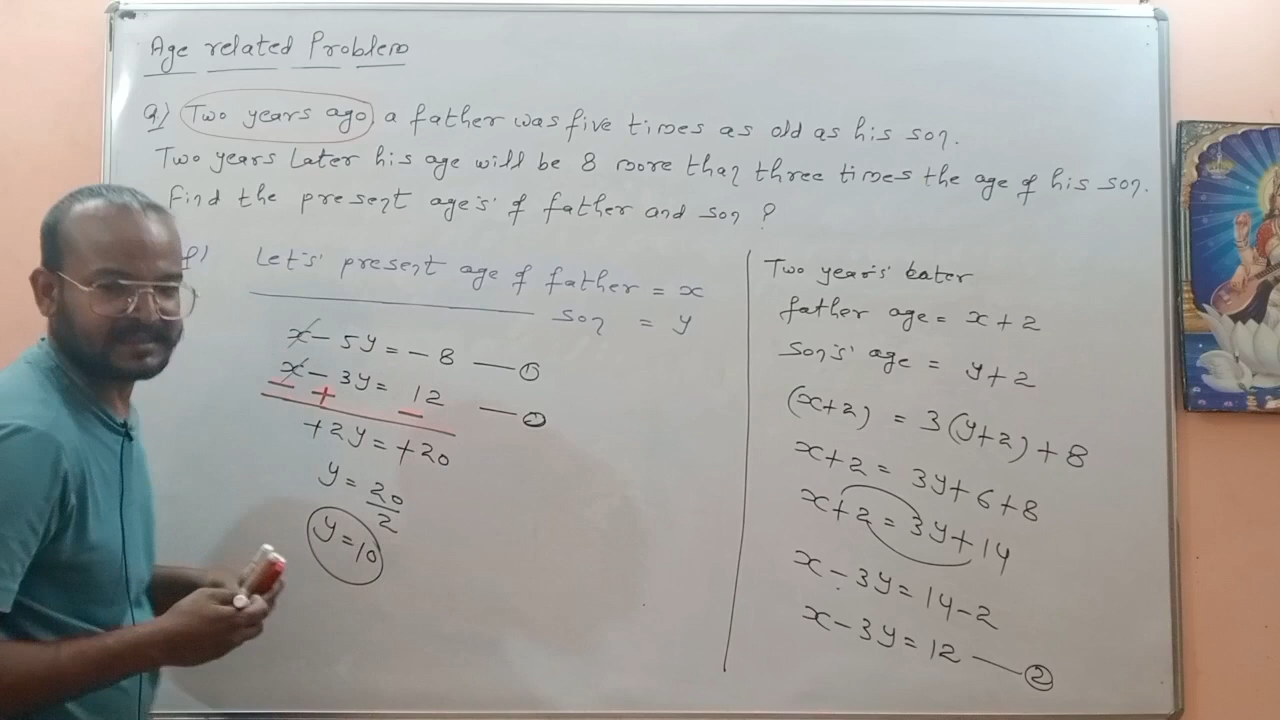 Age related Problem
Q) Two years ago, a father was five times as old as his son.
Two years Later his age will be 8 more than three times the age of his son.
Find the present age's of father and son ?
Let's present age of father = x
son = y
x - 5y = - 8 — ①
x - 3y = 12 — ②
- + -
+2y = +20
y = 20/2
y = 10
Two year's Later
father age = x + 2
Son's age = y + 2
(x+2) = 3(y+2) + 8
x+2 = 3y+6+8
x+2 = 3y+14
x - 3y = 14-2
x - 3y = 12 — ②